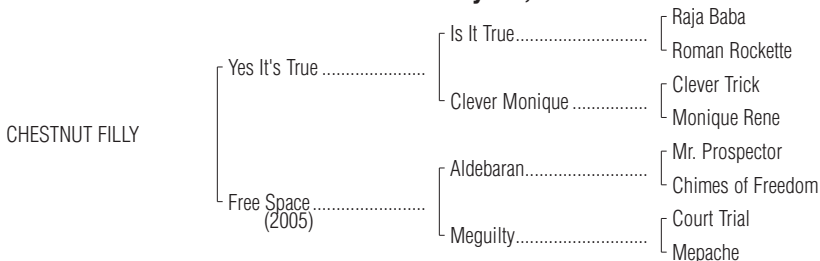 Raja Baba
Is It True
Roman Rockette
Yes It's True
Clever Trick
Clever Monique
Monique Rene
CHESTNUT FILLY
Mr. Prospector
Aldebaran
Chimes of Freedom
Free Space
(2005)
Court Trial
Meguilty
Mepache